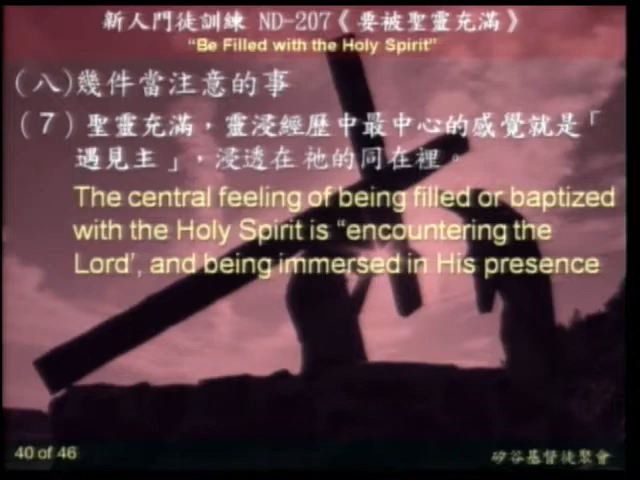 新人門徒訓練 ND-207《要被聖靈充滿》
“Be Filled with the Holy Spirit”
(八)幾件當注意的事
(7) 聖靈充滿，靈浸經歷中最中心的感覺就是「
遇見主」，浸透在祂的同在裡。
The central feeling of being filled or baptized
with the Holy Spirit is “encountering the
Lord’, and being immersed in His presence
40 of 46
矽谷基督徒聚會